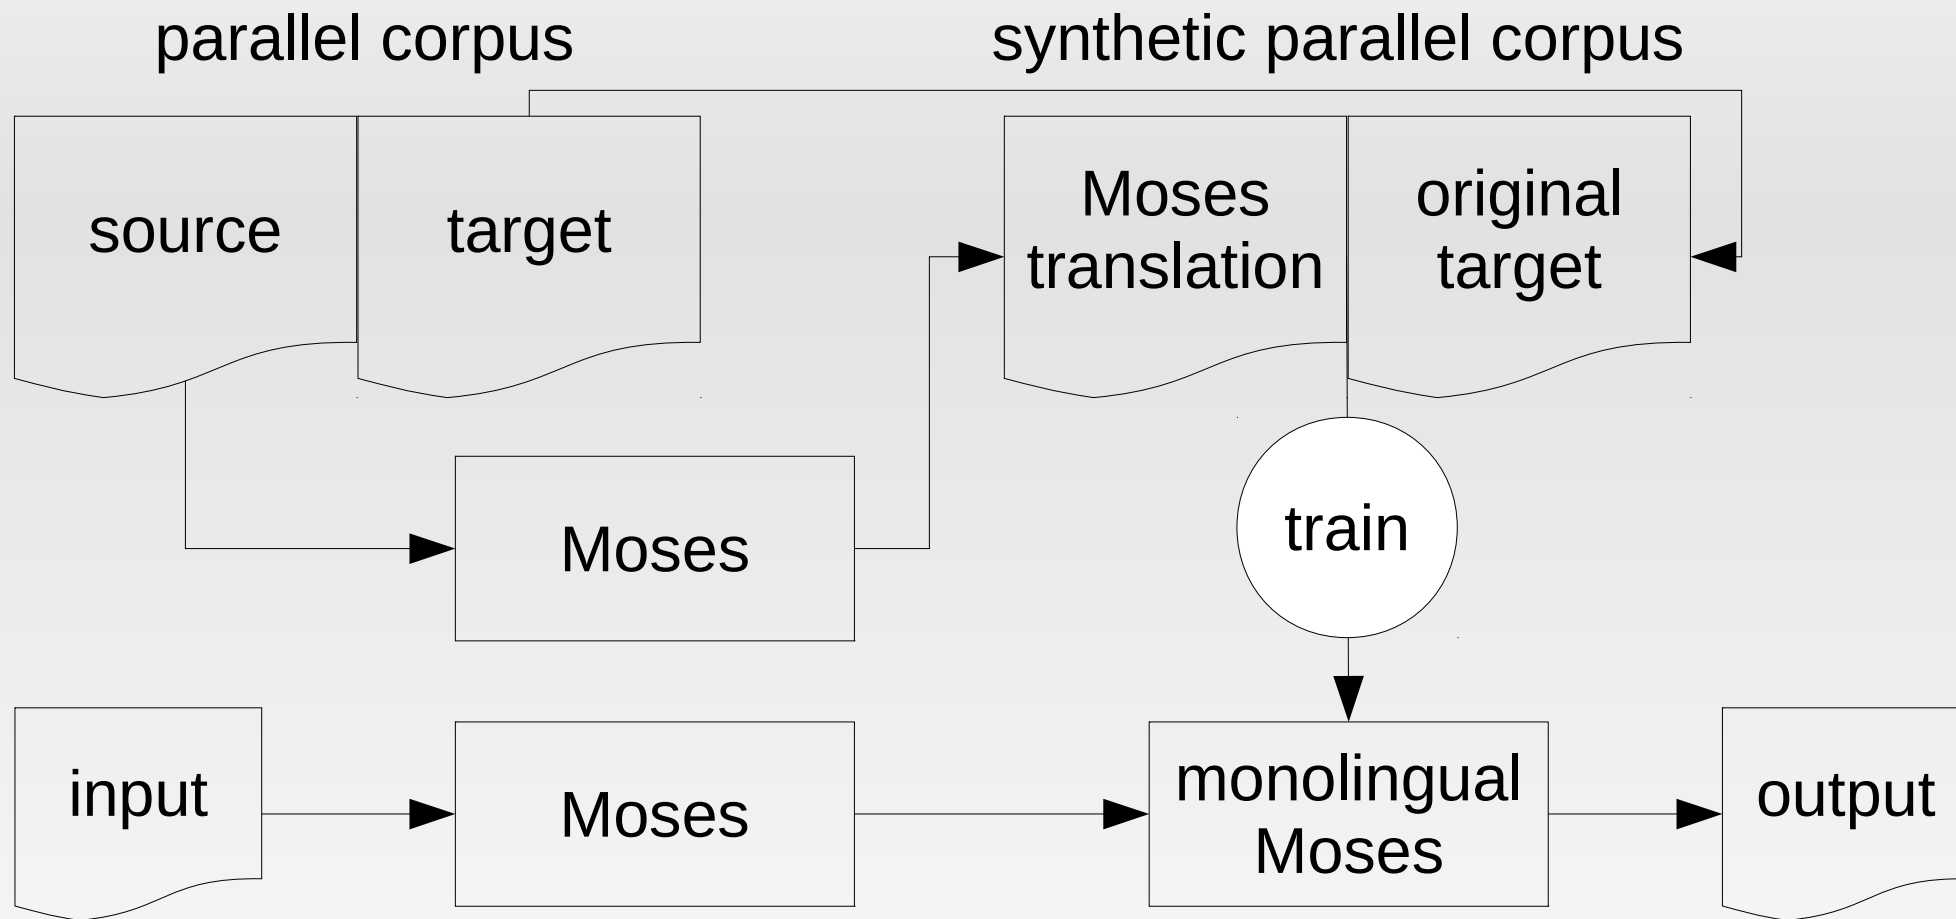 parallel corpus
synthetic parallel corpus
source
target
Moses
translation
original
target
Moses
train
input
Moses
monolingual
Moses
output